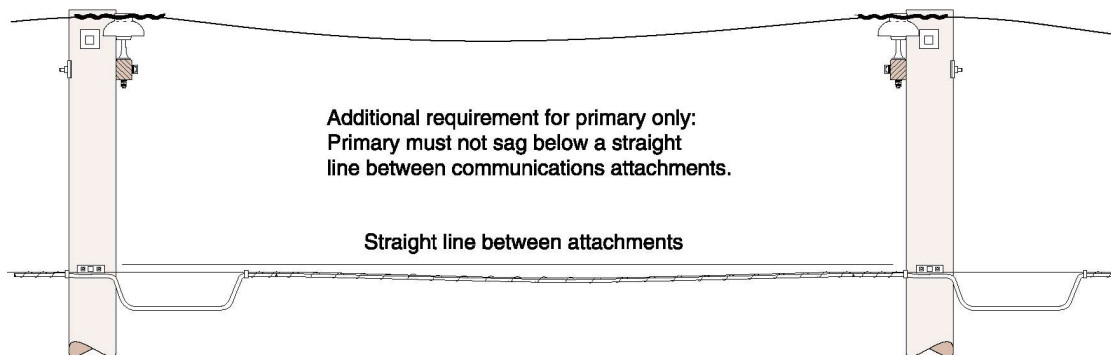 Additional requirement for primary only:
Primary must not sag below a straight
line between communications attachments.
Straight line between attachments